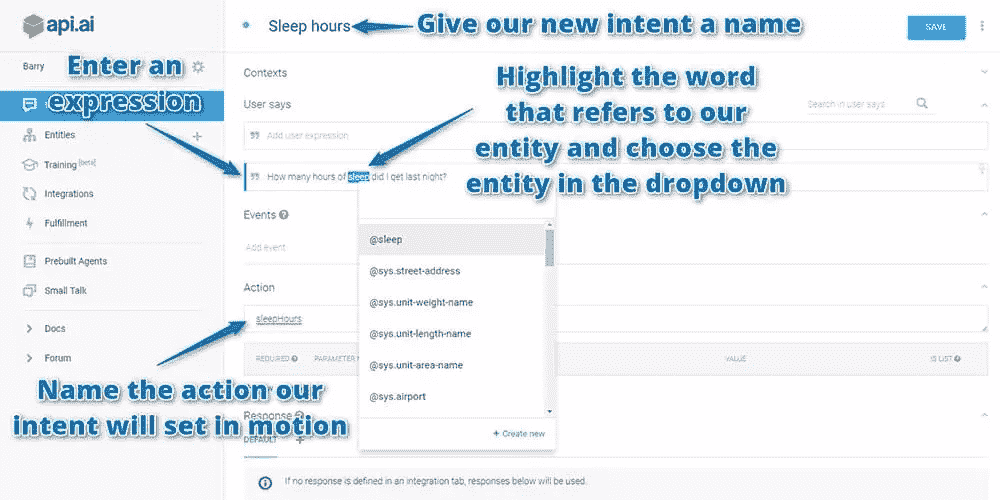 api.ai
Sleep hours
Give our new intent a name
SAVE
Barry
Enter an
expression
Contexts
Highlight the word
that refers to our
entity and choose the
entity in the dropdown
User says
Search in user says
Add user expression
Entities
Training [beta]
How many hours of sleep did I get last night?
Integrations
Fulfillment
Events
Add event
@sleep
@sys.street-address
@sys.unit-weight-name
@sys.unit-length-name
@sys.unit-area-name
@sys.airport
+ Create new
Prebuilt Agents
Small Talk
Action
sleepHours
Docs
Forum
REQUIRED
VALUE
IS LIST
Name the action our
intent will set in motion
Response
DEFAULT
If no response is defined in an integration tab, responses below will be used.